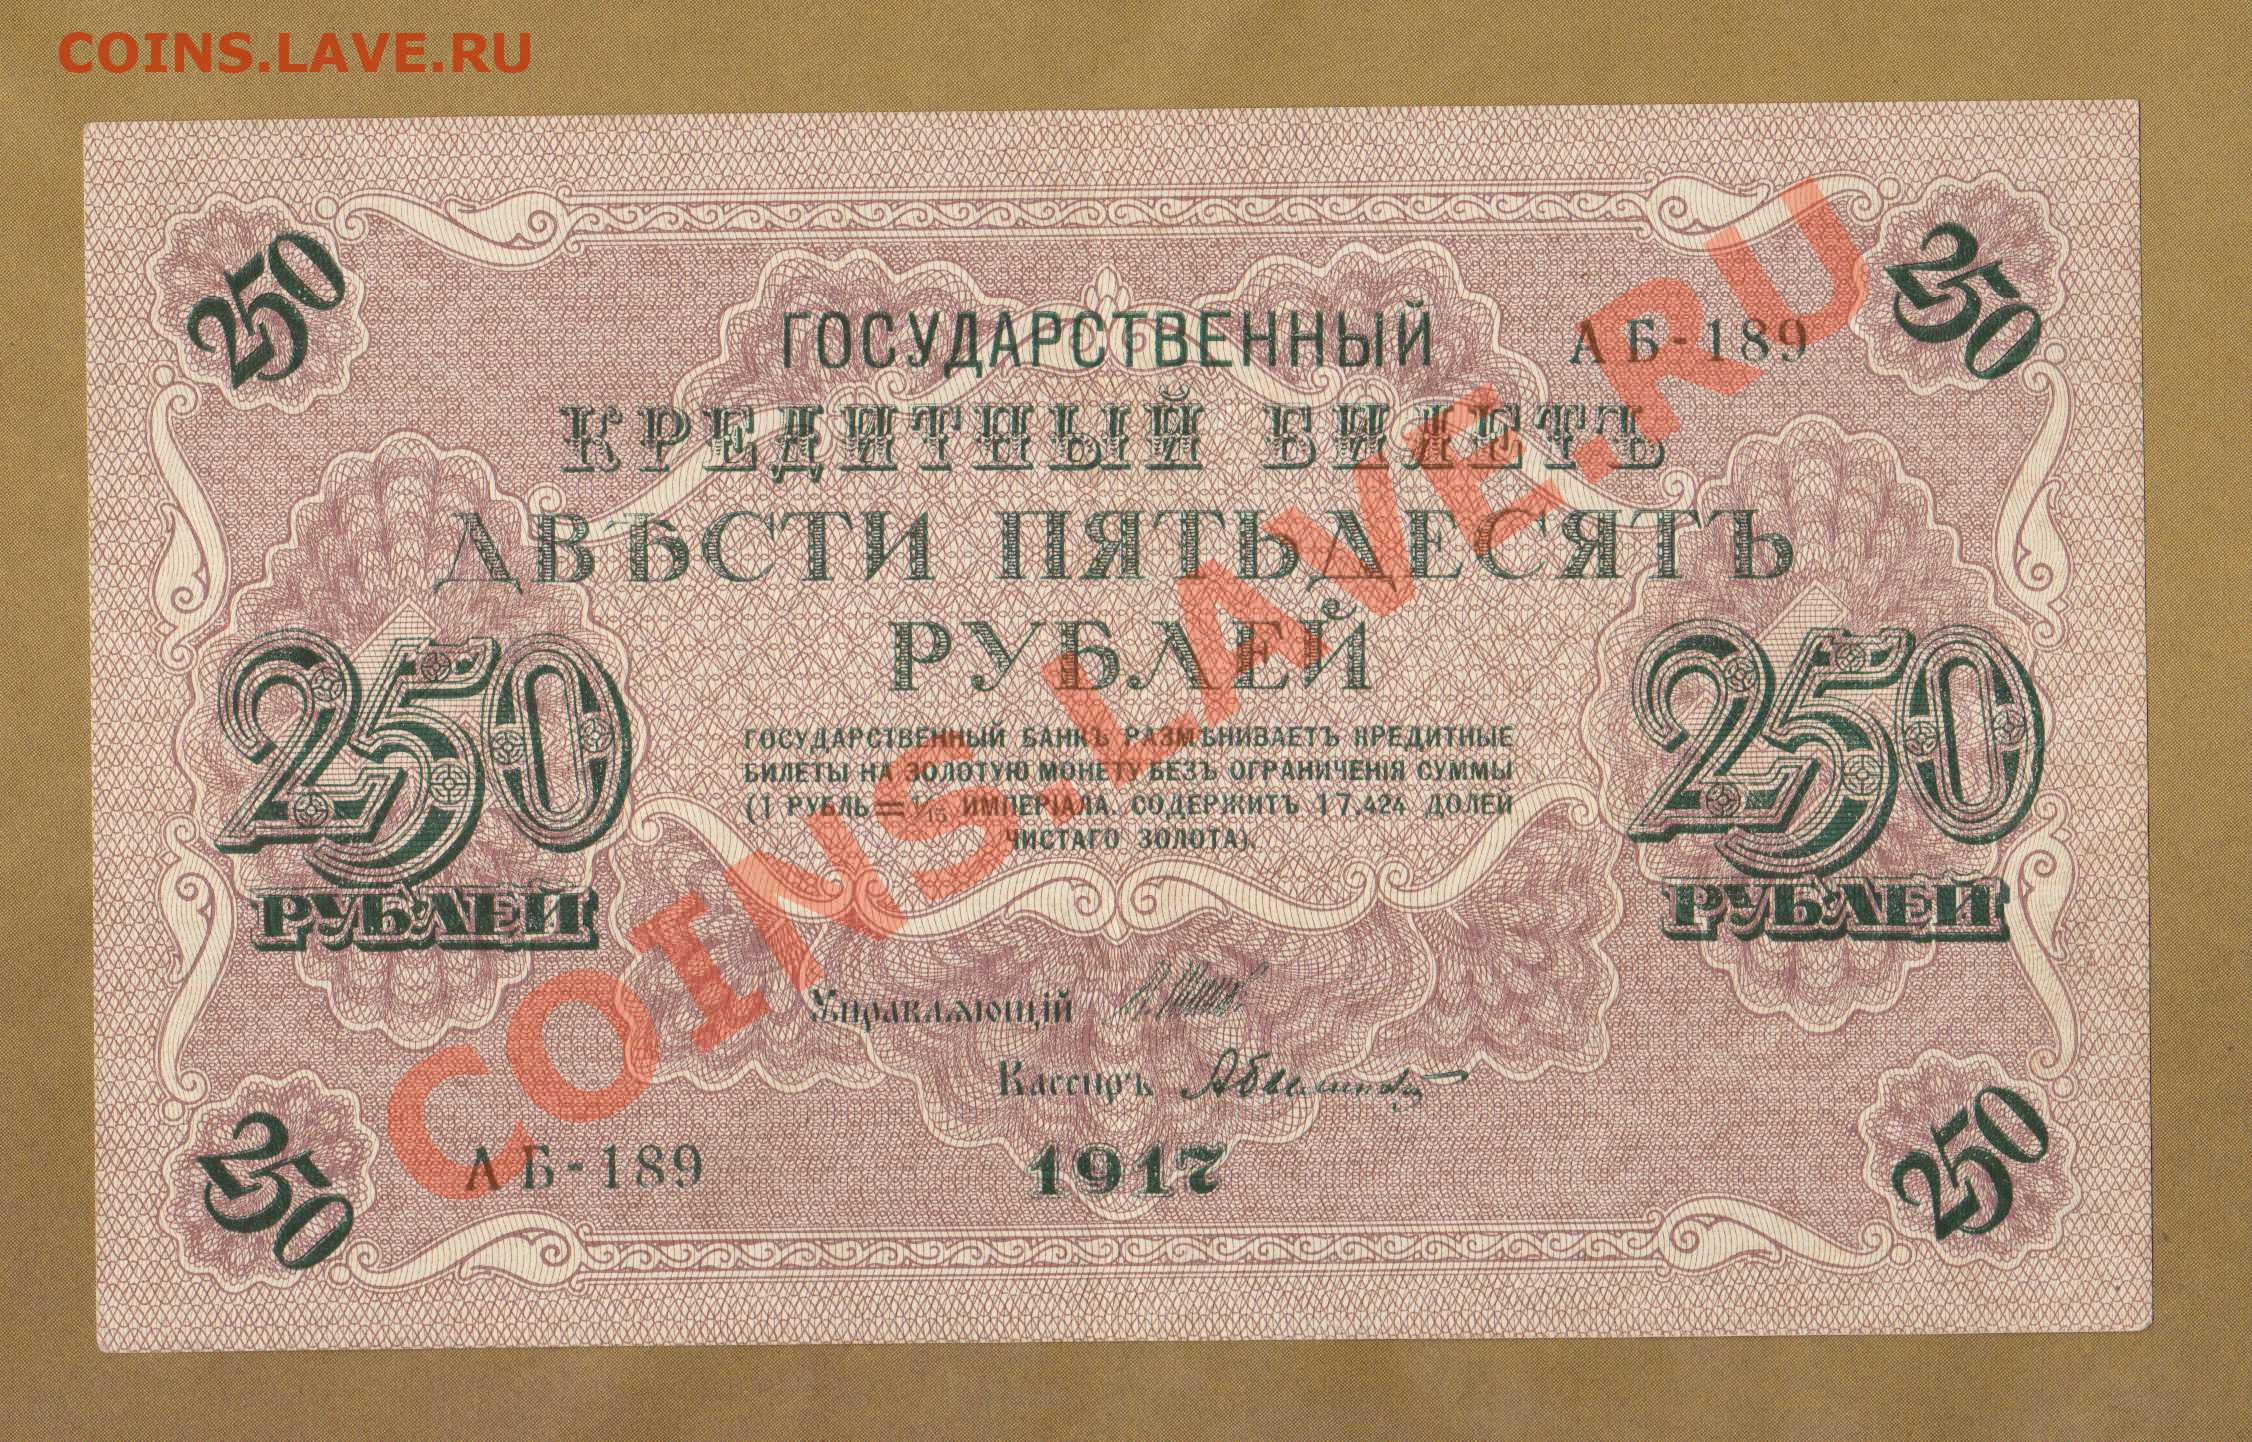 COINS.LAVE.RU
250
250
ГОСУДАРСТВЕННЫЙ
АБ-189
КРЕДИТНЫЙ БИЛЕТЪ
ДВѢСТИ ПЯТЬДЕСЯТЪ
РУБЛЕЙ
250
РУБЛЕЙ
250
РУБЛЕЙ
ГОСУДАРСТВЕННЫЙ БАНКЪ РАЗМѢНИВАЕТЪ КРЕДИТНЫЕ
БИЛЕТЫ НА ЗОЛОТУЮ МОНЕТУ БЕЗЪ ОГРАНИЧЕНІЯ СУММЫ
(1 РУБЛЬ = 1/15 ИМПЕРІАЛА, СОДЕРЖИТЪ 17,424 ДОЛЕЙ
ЧИСТАГО ЗОЛОТА).
Управляющій
Кассиръ
АБ-189
1917
250
250
COINS.LAVE.RU